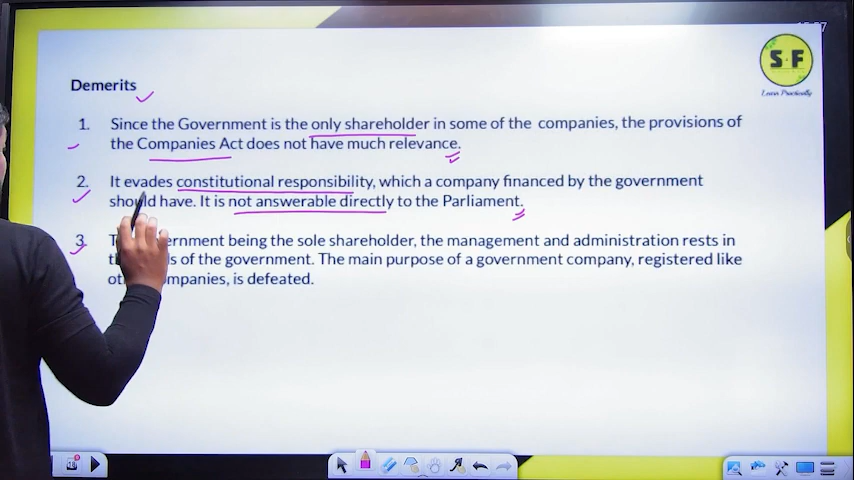 S·F
Learn Practically
Demerits
1. Since the Government is the only shareholder in some of the companies, the provisions of
the Companies Act does not have much relevance.
2. It evades constitutional responsibility, which a company financed by the government
should have. It is not answerable directly to the Parliament.
3. being the sole shareholder, the management and administration rests in
of the government. The main purpose of a government company, registered like
is defeated.